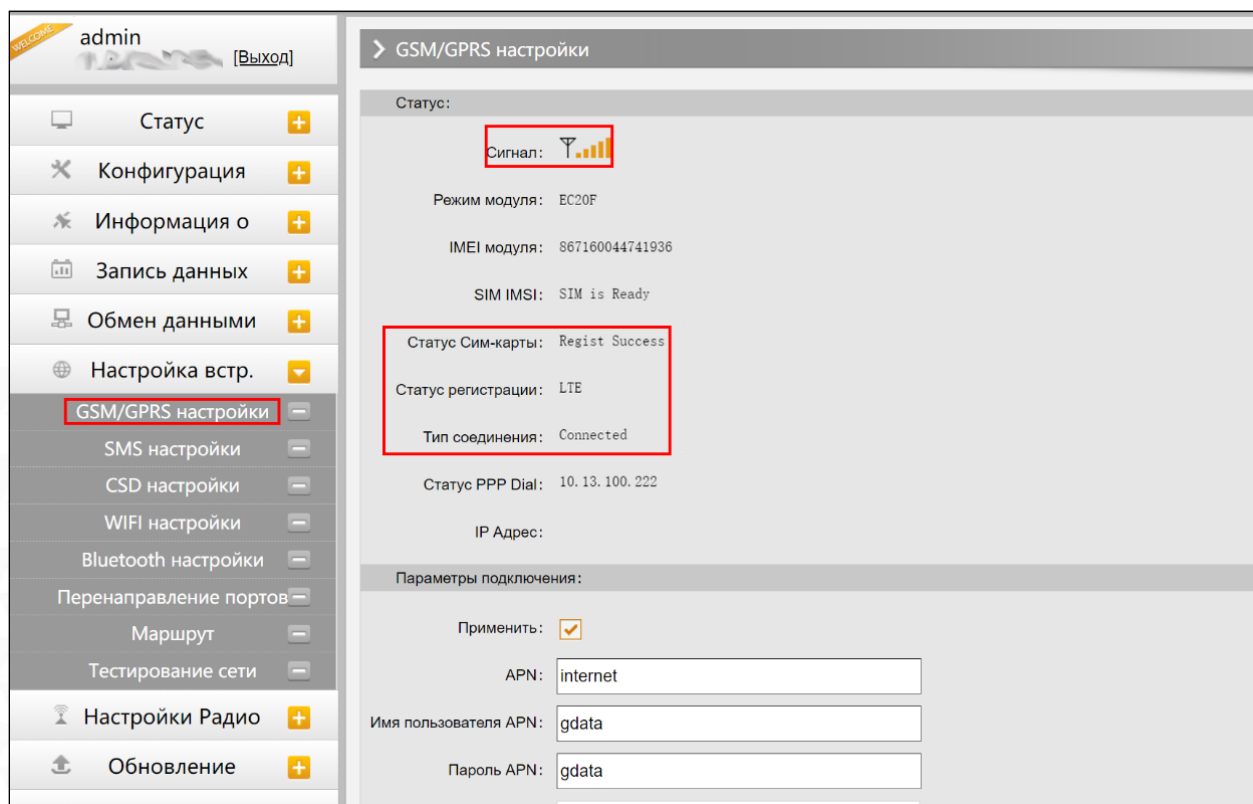 WELCOME
admin
[Выход]
Статус
Конфигурация
Информация о
Запись данных
Обмен данными
Настройка встр.
GSM/GPRS настройки
SMS настройки
CSD настройки
WIFI настройки
Bluetooth настройки
Перенаправление портов
Маршрут
Тестирование сети
Настройки Радио
Обновление
GSM/GPRS настройки
Статус:
Сигнал:
Режим модуля: EC20F
IMEI модуля: 867160044741936
SIM IMSI: SIM is Ready
Статус Сим-карты: Regist Success
Статус регистрации: LTE
Тип соединения: Connected
Статус PPP Dial: 10.13.100.222
IP Адрес:
Параметры подключения:
Применить:
APN: internet
Имя пользователя APN: gdata
Пароль APN: gdata